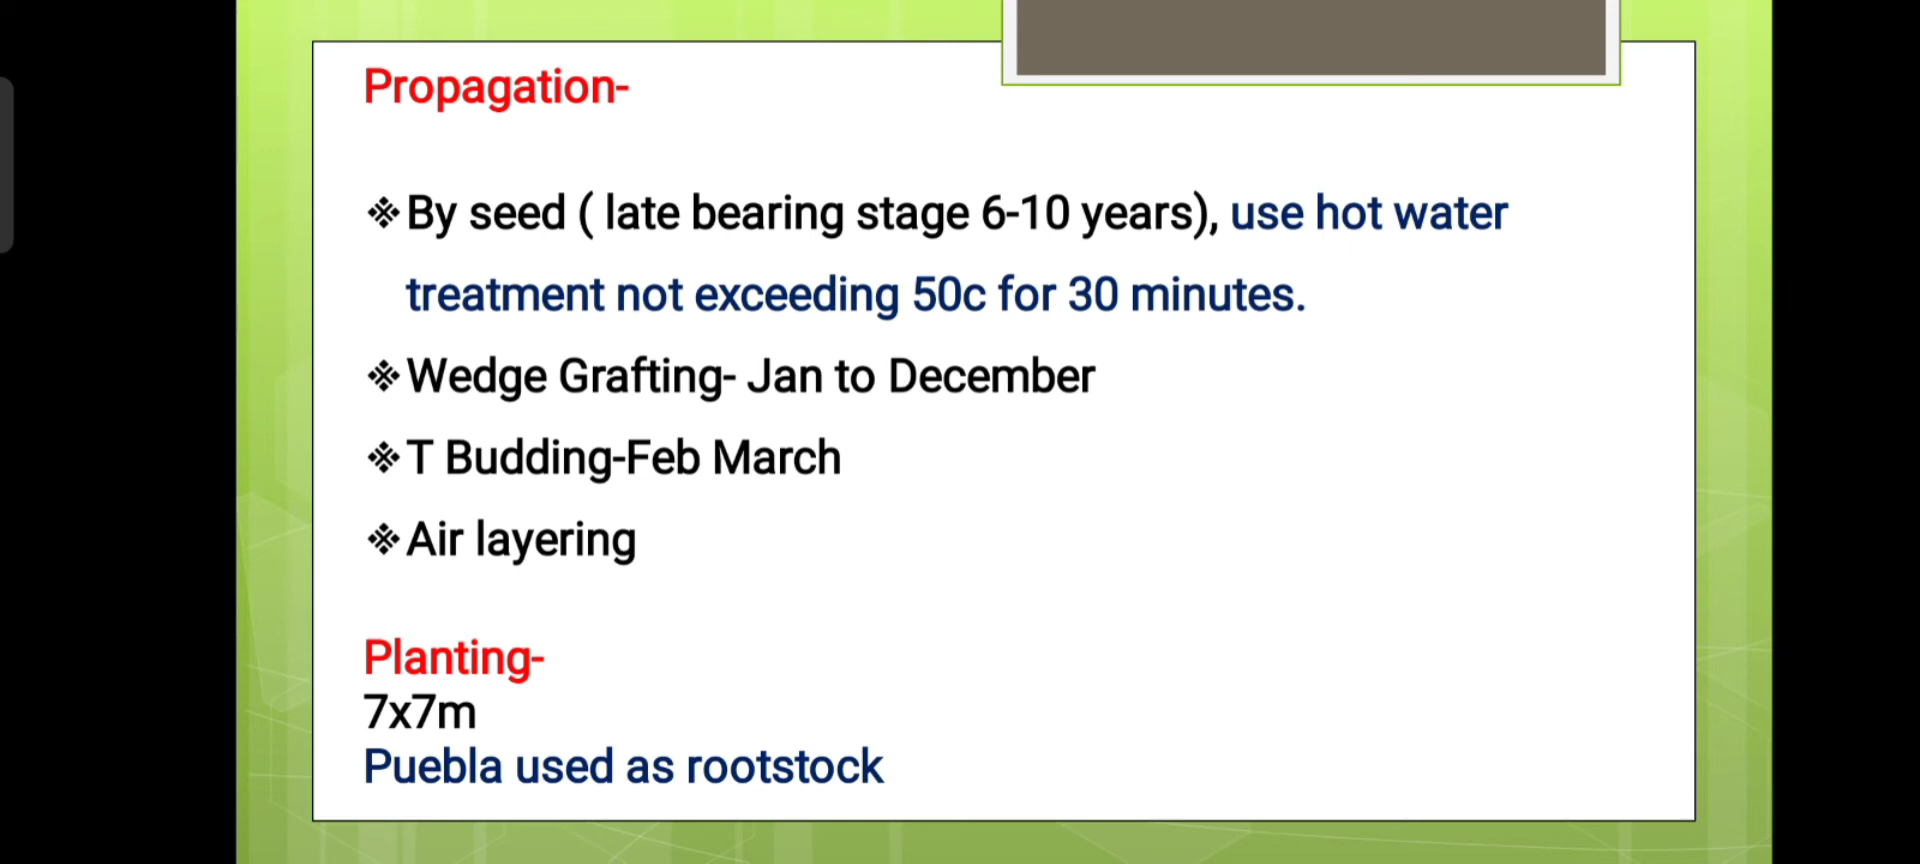 Propagation-
❖By seed ( late bearing stage 6-10 years), use hot water
treatment not exceeding 50c for 30 minutes.
❖Wedge Grafting- Jan to December
❖T Budding-Feb March
❖Air layering
Planting-
7x7m
Puebla used as rootstock